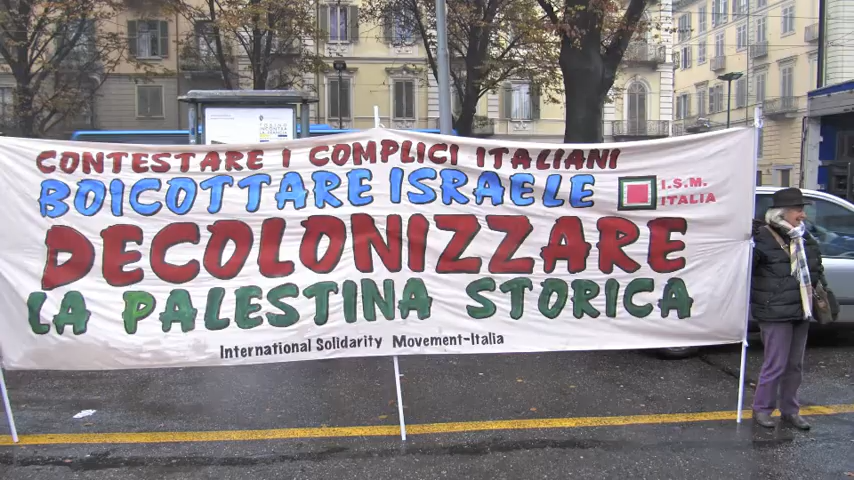 CONTESTARE I COMPLICI ITALIANI
BOICOTTARE ISRAELE
I.S.M.
ITALIA
DECOLONIZZARE
LA PALESTINA STORICA
International Solidarity Movement-Italia